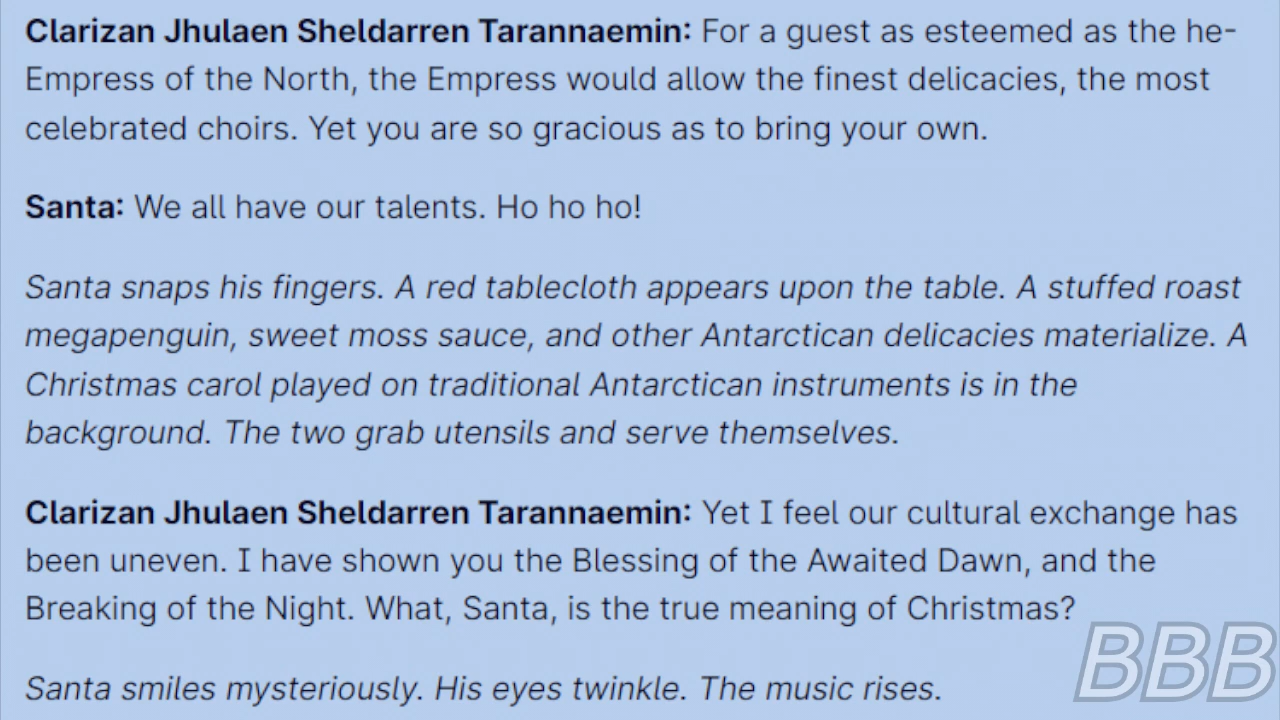 Clarizan Jhulaen Sheldarren Tarannaemin: For a guest as esteemed as the he-
Empress of the North, the Empress would allow the finest delicacies, the most
celebrated choirs. Yet you are so gracious as to bring your own.
Santa: We all have our talents. Ho ho ho!
Santa snaps his fingers. A red tablecloth appears upon the table. A stuffed roast
megapenguin, sweet moss sauce, and other Antarctican delicacies materialize. A
Christmas carol played on traditional Antarctican instruments is in the
background. The two grab utensils and serve themselves.
Clarizan Jhulaen Sheldarren Tarannaemin: Yet I feel our cultural exchange has
been uneven. I have shown you the Blessing of the Awaited Dawn, and the
Breaking of the Night. What, Santa, is the true meaning of Christmas?
Santa smiles mysteriously. His eyes twinkle. The music rises.
BBB